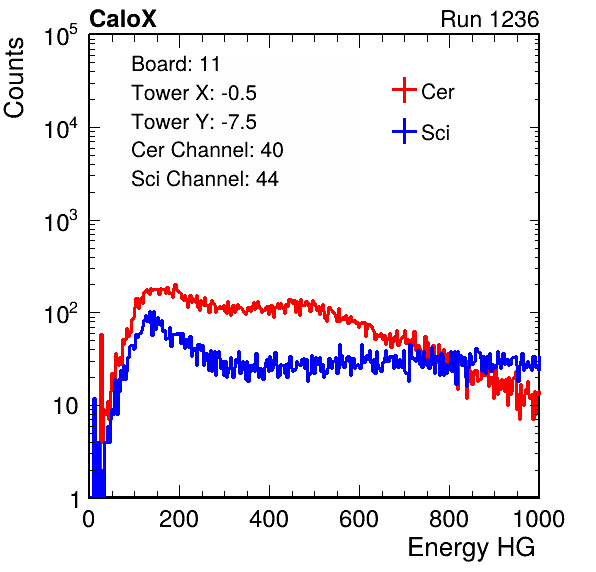 CaloX Run 1236
Counts
10^5
10^4
10^3
10^2
10
1
Board: 11
Tower X: -0.5
Tower Y: -7.5
Cer Channel: 40
Sci Channel: 44
Cer
Sci
0 200 400 600 800 1000
Energy HG